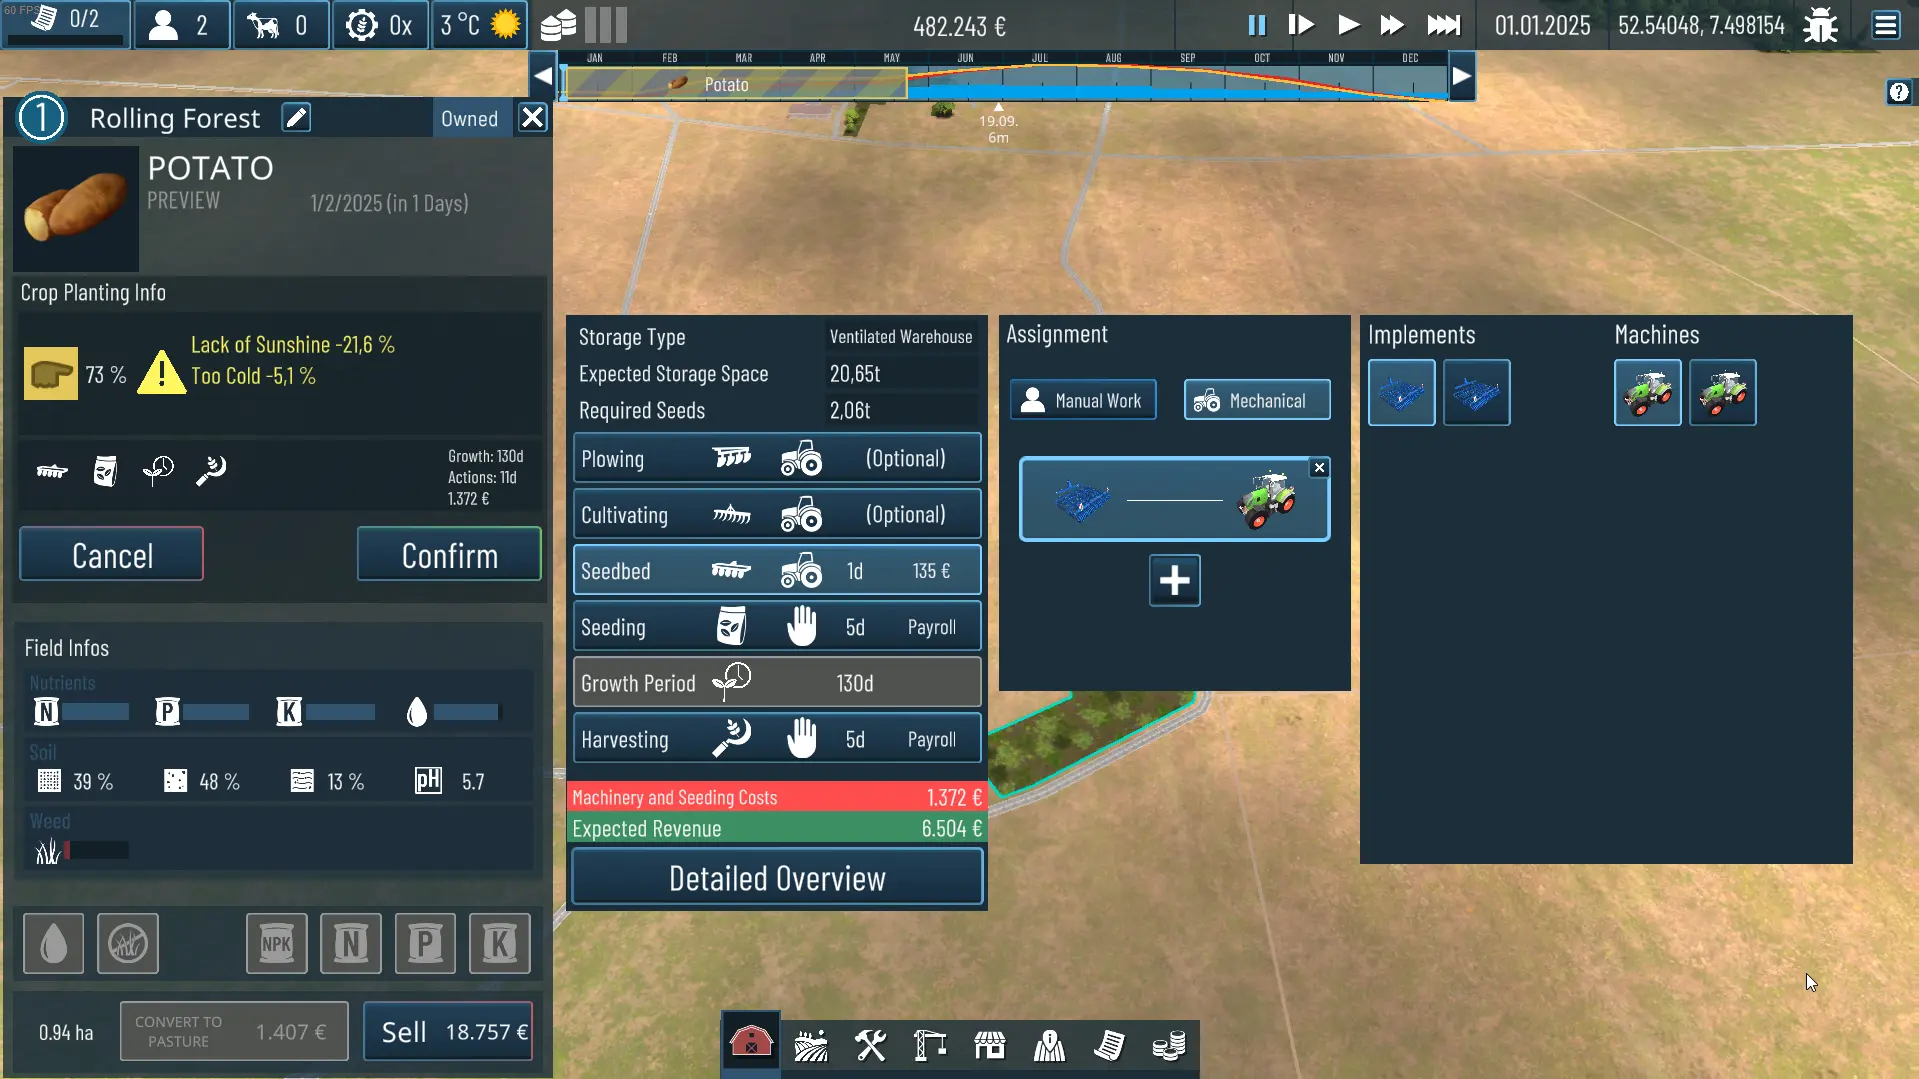 60 FPS
0/2
2
0
0x
3 °C
482.243 €
01.01.2025
52.54048, 7.498154
JAN FEB MAR APR MAY JUN JUL AUG SEP OCT NOV DEC
Potato
19.09.
6m
1
Rolling Forest
Owned
POTATO
PREVIEW
1/2/2025 (in 1 Days)
Crop Planting Info
73 %
Lack of Sunshine -21,6 %
Too Cold -5,1 %
Growth: 130d
Actions: 11d
1.372 €
Cancel
Confirm
Field Infos
Nutrients
N P K
Soil
39 % 48 % 13 % pH 5.7
Weed
NPK N P K
0.94 ha
CONVERT TO PASTURE 1.407 €
Sell 18.757 €
Storage Type Ventilated Warehouse
Expected Storage Space 20,65t
Required Seeds 2,06t
Plowing (Optional)
Cultivating (Optional)
Seedbed 1d 135 €
Seeding 5d Payroll
Growth Period 130d
Harvesting 5d Payroll
Machinery and Seeding Costs 1.372 €
Expected Revenue 6.504 €
Detailed Overview
Assignment
Manual Work
Mechanical
Implements
Machines